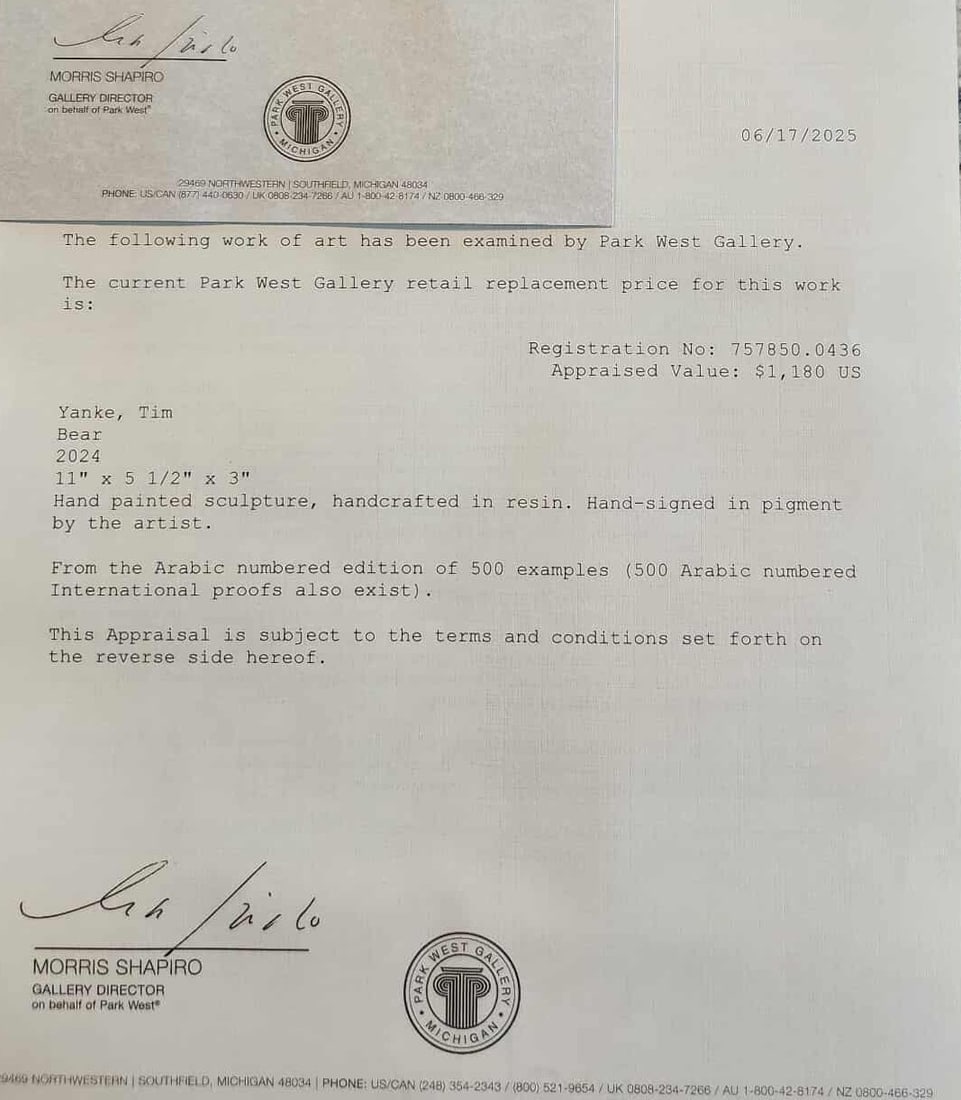 MORRIS SHAPIRO
GALLERY DIRECTOR
on behalf of Park West®
PARK WEST GALLERY
• MICHIGAN •
29469 NORTHWESTERN | SOUTHFIELD, MICHIGAN 48034
PHONE: US/CAN (877) 440-0630 / UK 0808-234-7266 / AU 1-800-42-8174 / NZ 0800-466-329
06/17/2025
The following work of art has been examined by Park West Gallery.
The current Park West Gallery retail replacement price for this work
is:
Registration No: 757850.0436
Appraised Value: $1,180 US
Yanke, Tim
Bear
2024
11" x 5 1/2" x 3"
Hand painted sculpture, handcrafted in resin. Hand-signed in pigment
by the artist.
From the Arabic numbered edition of 500 examples (500 Arabic numbered
International proofs also exist).
This Appraisal is subject to the terms and conditions set forth on
the reverse side hereof.
MORRIS SHAPIRO
GALLERY DIRECTOR
on behalf of Park West®
PARK WEST GALLERY
• MICHIGAN •
29469 NORTHWESTERN | SOUTHFIELD, MICHIGAN 48034 | PHONE: US/CAN (248) 354-2343 / (800) 521-9654 / UK 0808-234-7266 / AU 1-800-42-8174 / NZ 0800-466-329